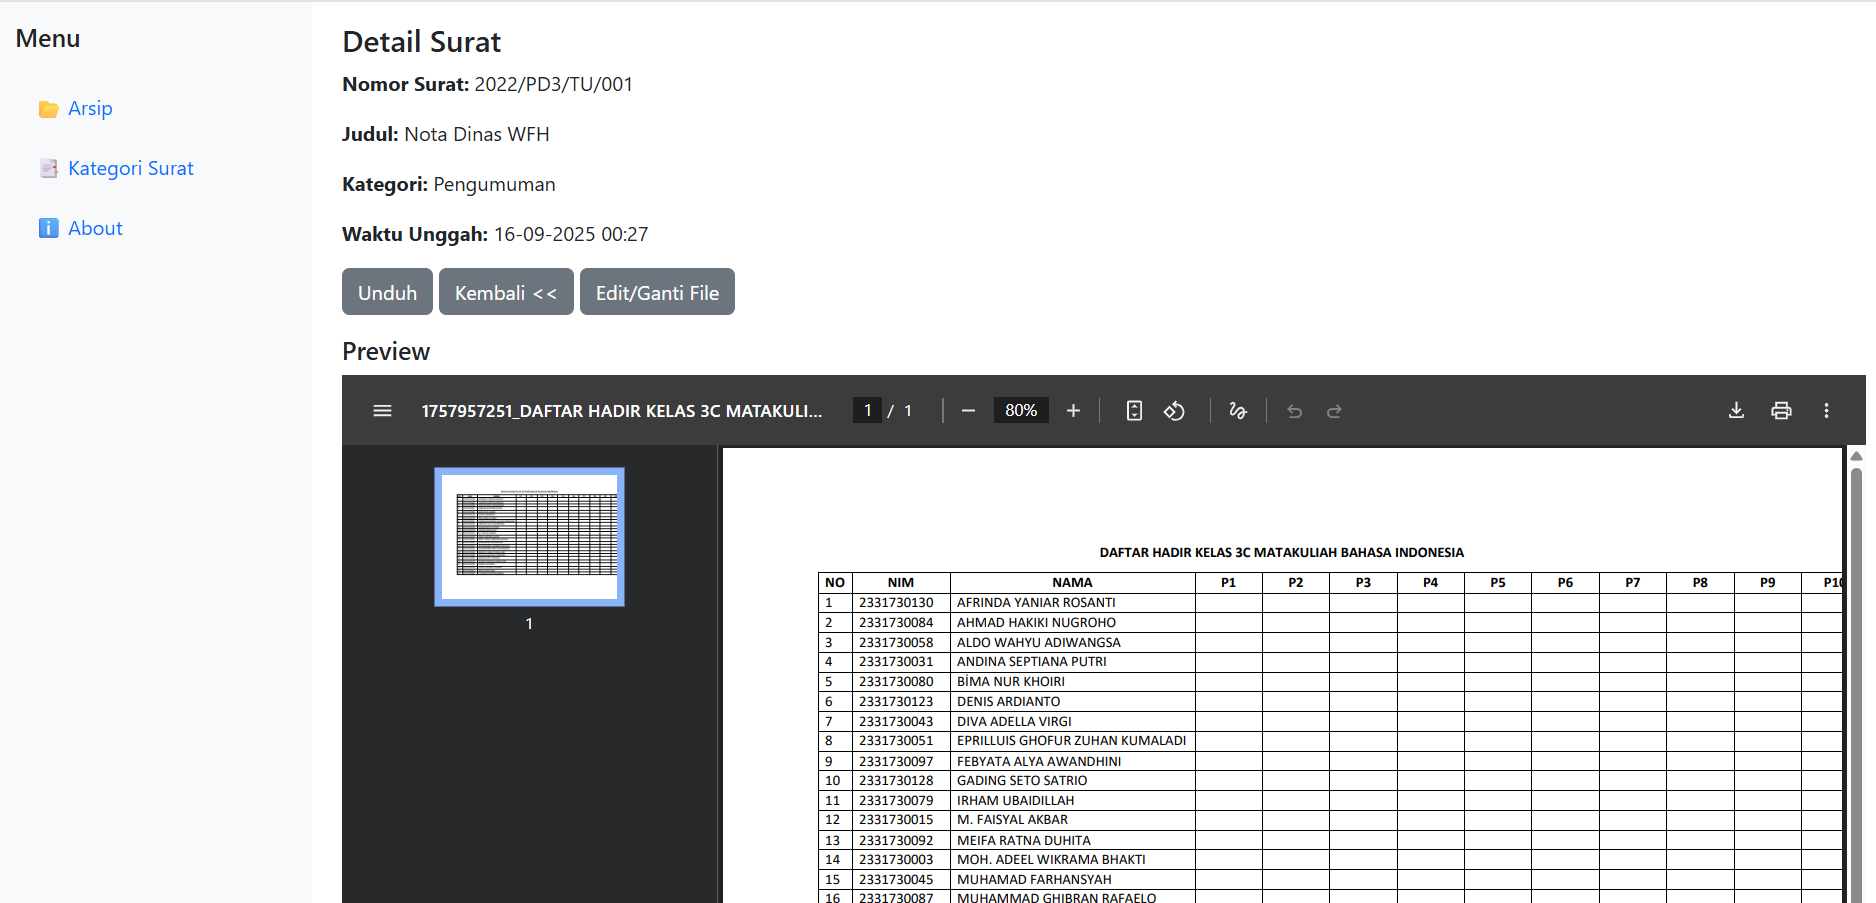 Menu
Arsip
Kategori Surat
About
Detail Surat
Nomor Surat: 2022/PD3/TU/001
Judul: Nota Dinas WFH
Kategori: Pengumuman
Waktu Unggah: 16-09-2025 00:27
Unduh Kembali << Edit/Ganti File
Preview
1757957251_DAFTAR HADIR KELAS 3C MATAKULI... 1 / 1 80%
1
DAFTAR HADIR KELAS 3C MATAKULIAH BAHASA INDONESIA
NO NIM NAMA P1 P2 P3 P4 P5 P6 P7 P8 P9 P10
1 2331730130 AFRINDA YANIAR ROSANTI
2 2331730084 AHMAD HAKIKI NUGROHO
3 2331730058 ALDO WAHYU ADIWANGSA
4 2331730031 ANDINA SEPTIANA PUTRI
5 2331730080 BİMA NUR KHOIRI
6 2331730123 DENIS ARDIANTO
7 2331730043 DIVA ADELLA VIRGI
8 2331730051 EPRILLUIS GHOFUR ZUHAN KUMALADI
9 2331730097 FEBYATA ALYA AWANDHINI
10 2331730128 GADING SETO SATRIO
11 2331730079 IRHAM UBAIDILLAH
12 2331730015 M. FAISYAL AKBAR
13 2331730092 MEIFA RATNA DUHITA
14 2331730003 MOH. ADEEL WIKRAMA BHAKTI
15 2331730045 MUHAMAD FARHANSYAH
16 2331730087 MUHAMMAD GHIBRAN RAFAELO